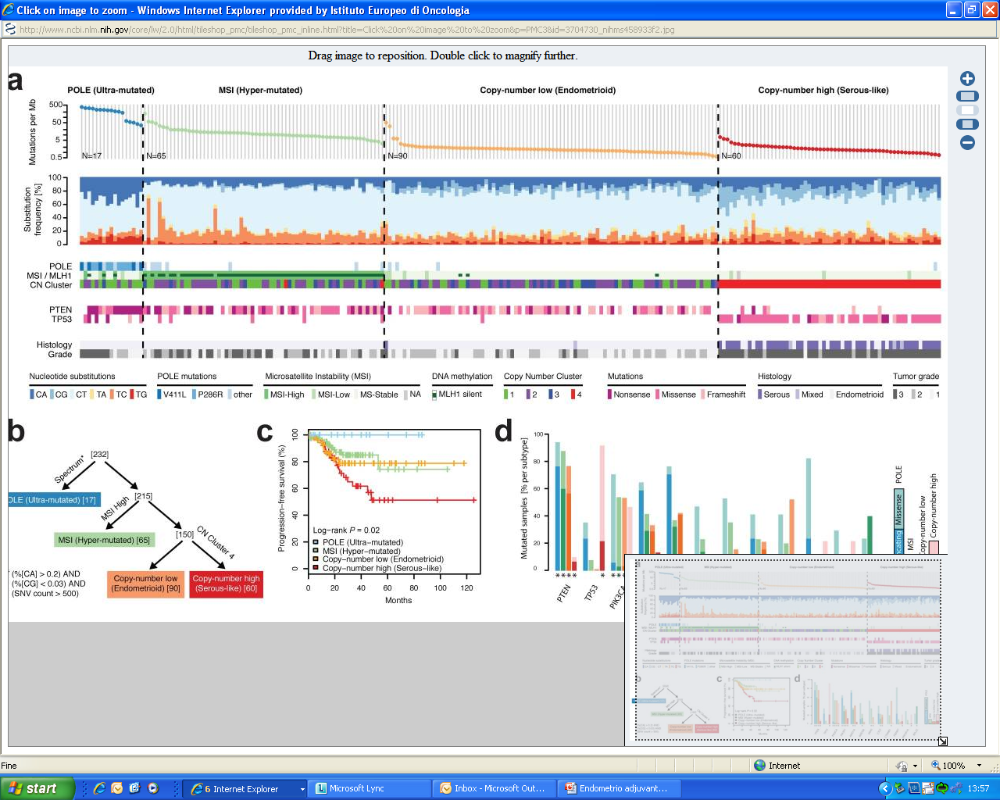 Click on image to zoom - Windows Internet Explorer provided by Istituto Europeo di Oncologia
http://www.ncbi.nlm.nih.gov/core/lw/2.0/html/tileshop_pmc/tileshop_pmc_inline.html?title=Click%20on%20image%20to%20zoom&p=PMC3&id=3704730_nihms458933f2.jpg
Drag image to reposition. Double click to magnify further.
a
POLE (Ultra-mutated) MSI (Hyper-mutated) Copy-number low (Endometrioid) Copy-number high (Serous-like)
Mutations per Mb
500
50
5
0.5
N=17 N=65 N=90 N=60
Substitution
frequency [%]
100
80
60
40
20
0
POLE
MSI / MLH1
CN Cluster
PTEN
TP53
Histology
Grade
Nucleotide substitutions POLE mutations Microsatellite Instability (MSI) DNA methylation Copy Number Cluster Mutations Histology Tumor grade
CA CG CT TA TC TG V411L P286R other MSI-High MSI-Low MS-Stable NA MLH1 silent 1 2 3 4 Nonsense Missense Frameshift Serous Mixed Endometrioid 3 2 1
b
[232]
Spectrum*
OLE (Ultra-mutated) [17]
[215]
MSI High
MSI (Hyper-mutated) [65]
[150]
CN Cluster 4
Copy-number low
(Endometrioid) [90]
Copy-number high
(Serous-like) [60]
(%[CA] > 0.2) AND
(%[CG] < 0.03) AND
(SNV count > 500)
c
Progression–free survival (%)
100
80
60
40
20
0
Log–rank P = 0.02
POLE (Ultra–mutated)
MSI (Hyper–mutated)
Copy–number low (Endometrioid)
Copy–number high (Serous–like)
0 20 40 60 80 100 120
Months
d
Mutated samples [% per subtype]
100
80
60
40
20
0
PTEN
TP53
PIK3CA
cating
Missense
POLE
MSI
Copy-number low
Copy-number high
Fine
Internet
100%
start
6 Internet Explorer
Microsoft Lync
Inbox - Microsoft Out...
Endometrio adjuvant...
13:57